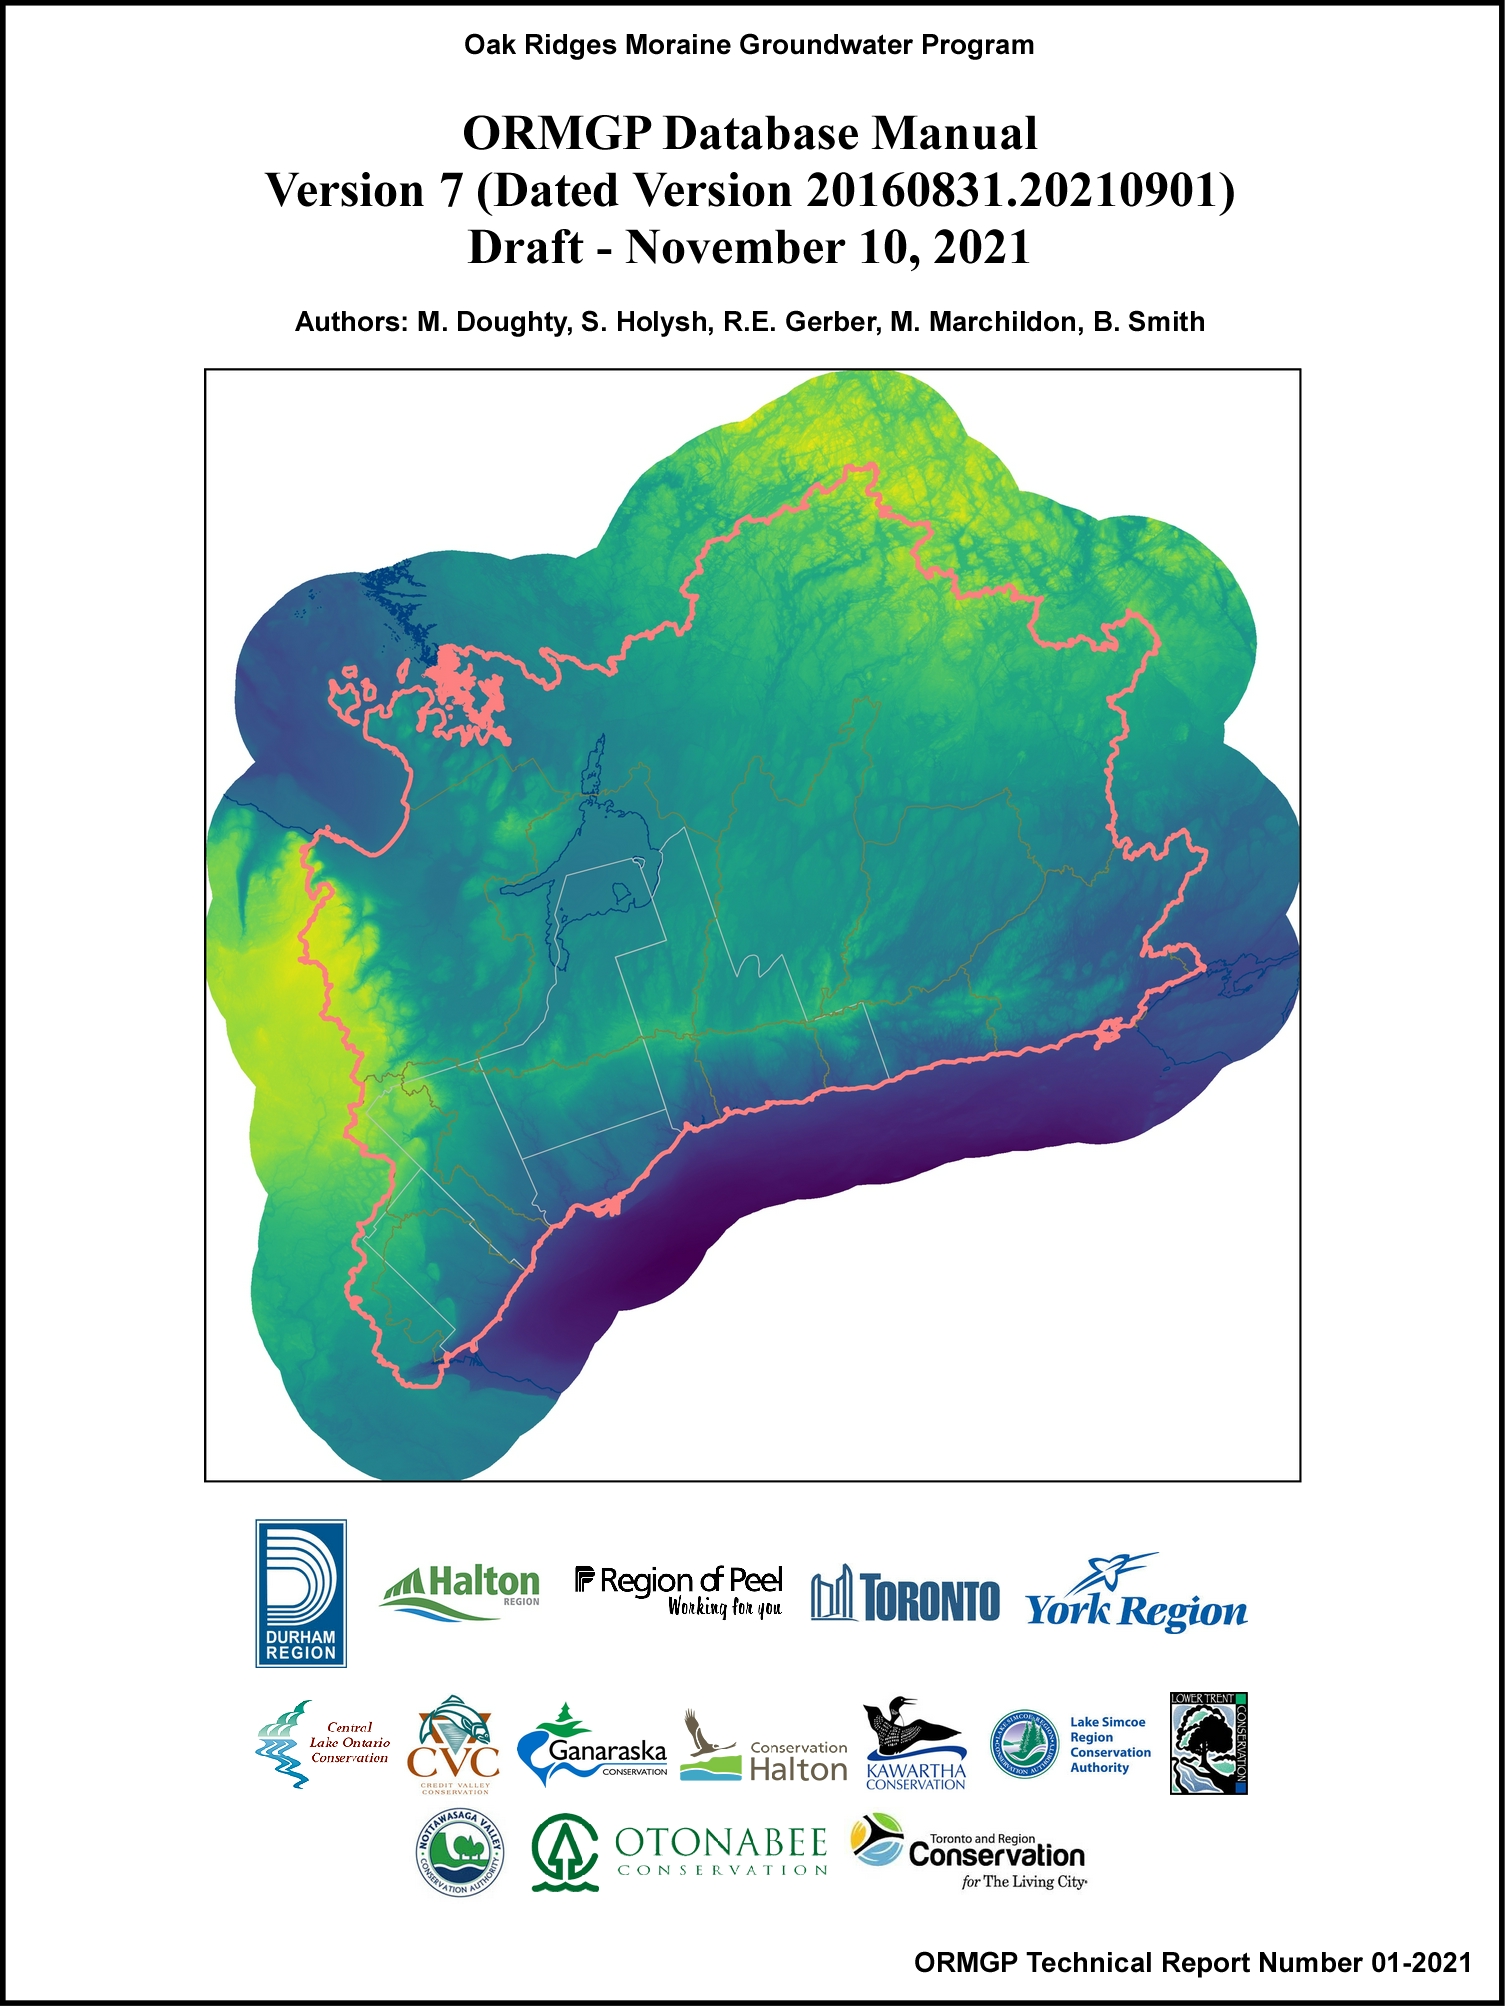 Oak Ridges Moraine Groundwater Program
ORMGP Database Manual
Version 7 (Dated Version 20160831.20210901)
Draft - November 10, 2021
Authors: M. Doughty, S. Holysh, R.E. Gerber, M. Marchildon, B. Smith
DURHAM
REGION
Halton
REGION
Region of Peel
Working for you
TORONTO
York Region
Central
Lake Ontario
Conservation
CVC
CREDIT VALLEY
CONSERVATION
Ganaraska
CONSERVATION
Conservation
Halton
KAWARTHA
CONSERVATION
LAKE SIMCOE REGION
CONSERVATION AUTHORITY
Lake Simcoe
Region
Conservation
Authority
LOWER TRENT
CONSERVATION
NOTTAWASAGA VALLEY
CONSERVATION AUTHORITY
OTONABEE
CONSERVATION
Toronto and Region
Conservation
for The Living City
ORMGP Technical Report Number 01-2021